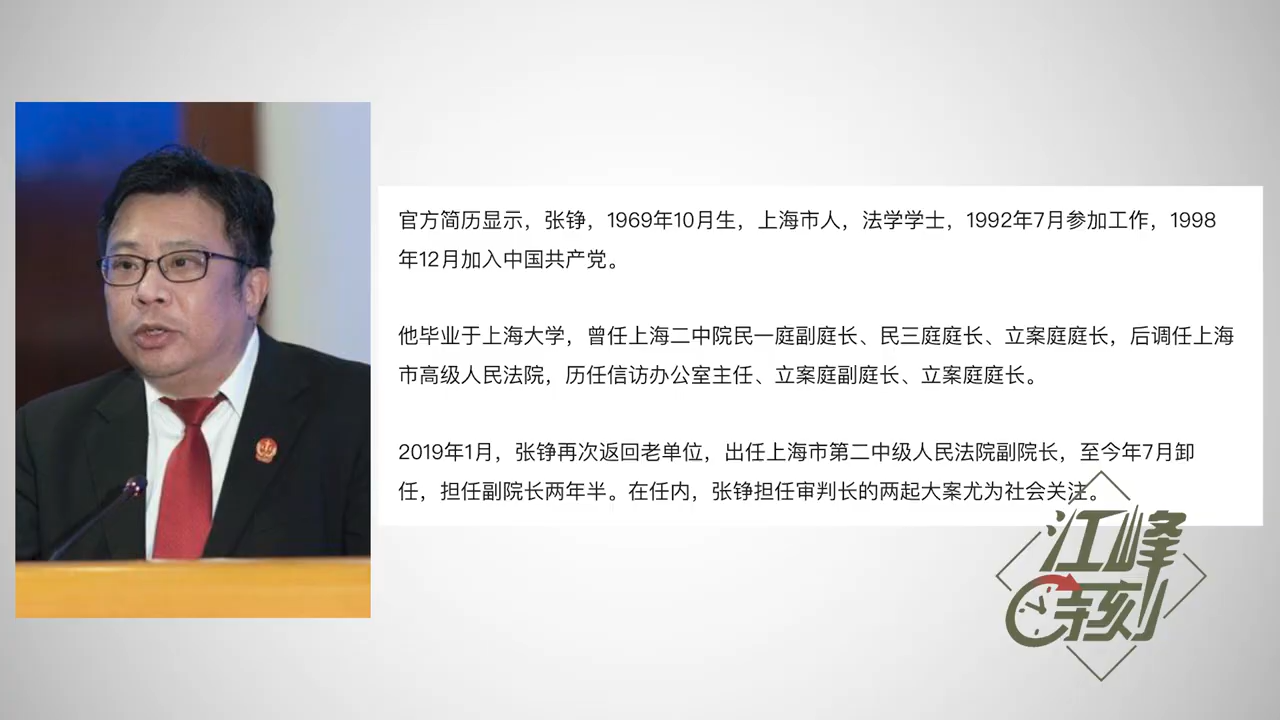 官方简历显示，张铮，1969年10月生，上海市人，法学学士，1992年7月参加工作，1998
年12月加入中国共产党。
他毕业于上海大学，曾任上海二中院民一庭副庭长、民三庭庭长、立案庭庭长，后调任上海
市高级人民法院，历任信访办公室主任、立案庭副庭长、立案庭庭长。
2019年1月，张铮再次返回老单位，出任上海市第二中级人民法院副院长，至今年7月卸
任，担任副院长两年半。在任内，张铮担任审判长的两起大案尤为社会关注。
江峰
时刻